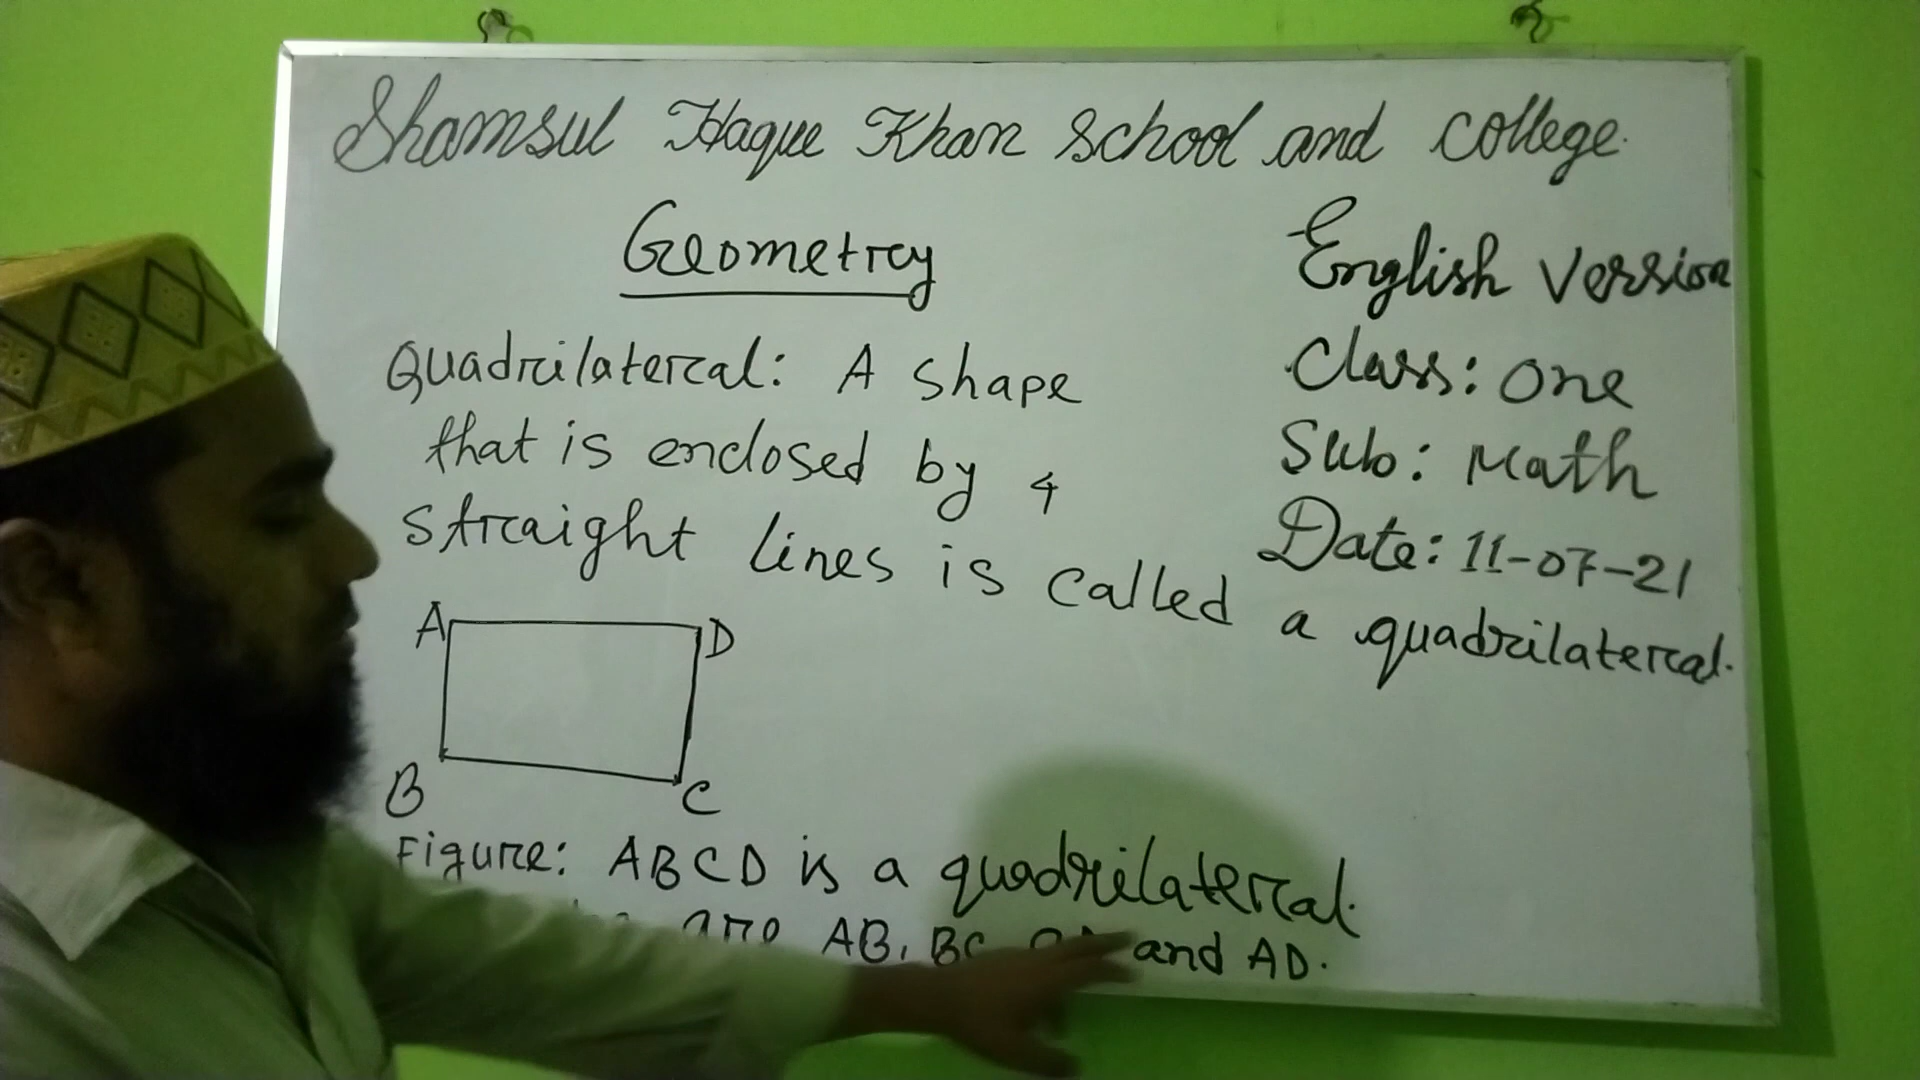 Shamsul Haque Khan School and college.
Geometry
English Version
Class: One
Sub: Math
Date: 11-07-21
Quadrilateral: A shape
that is enclosed by 4
straight lines is called a quadrilateral.
A D
B C
Figure: ABCD is a quadrilateral.
are AB, BC and AD.